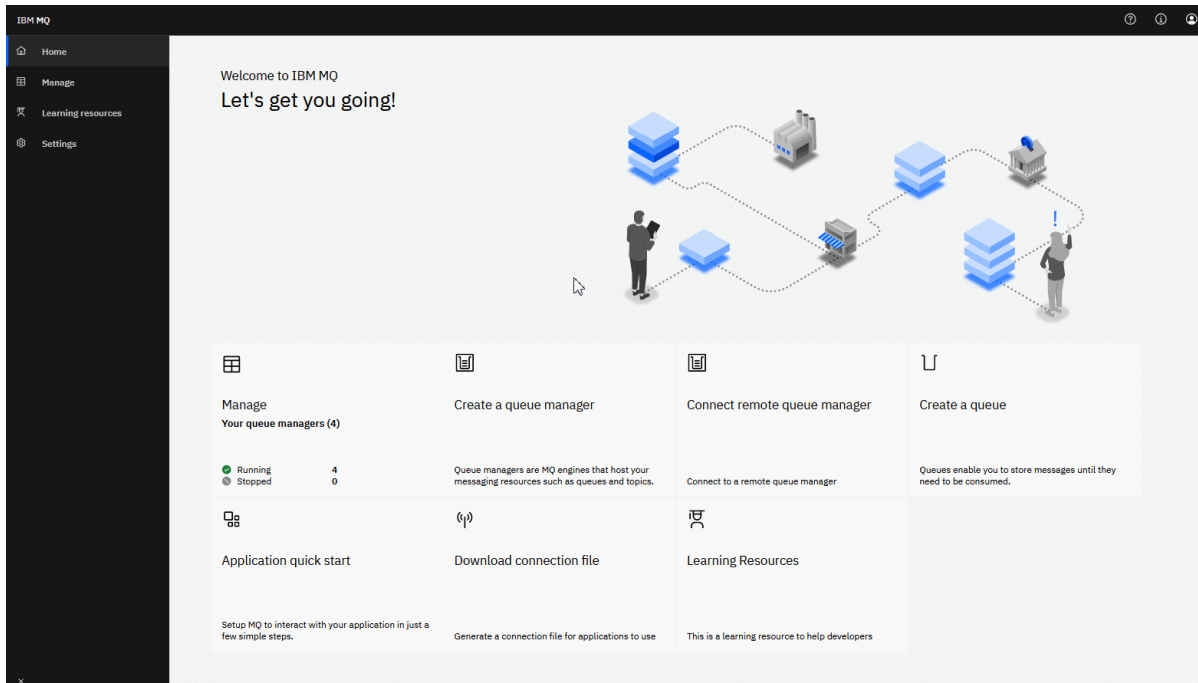 IBM MQ
Home
Manage
Learning resources
Settings
Welcome to IBM MQ
Let's get you going!
Manage
Your queue managers (4)
Running 4
Stopped 0
Create a queue manager
Queue managers are MQ engines that host your
messaging resources such as queues and topics.
Connect remote queue manager
Connect to a remote queue manager
Create a queue
Queues enable you to store messages until they
need to be consumed.
Application quick start
Setup MQ to interact with your application in just a
few simple steps.
Download connection file
Generate a connection file for applications to use
Learning Resources
This is a learning resource to help developers